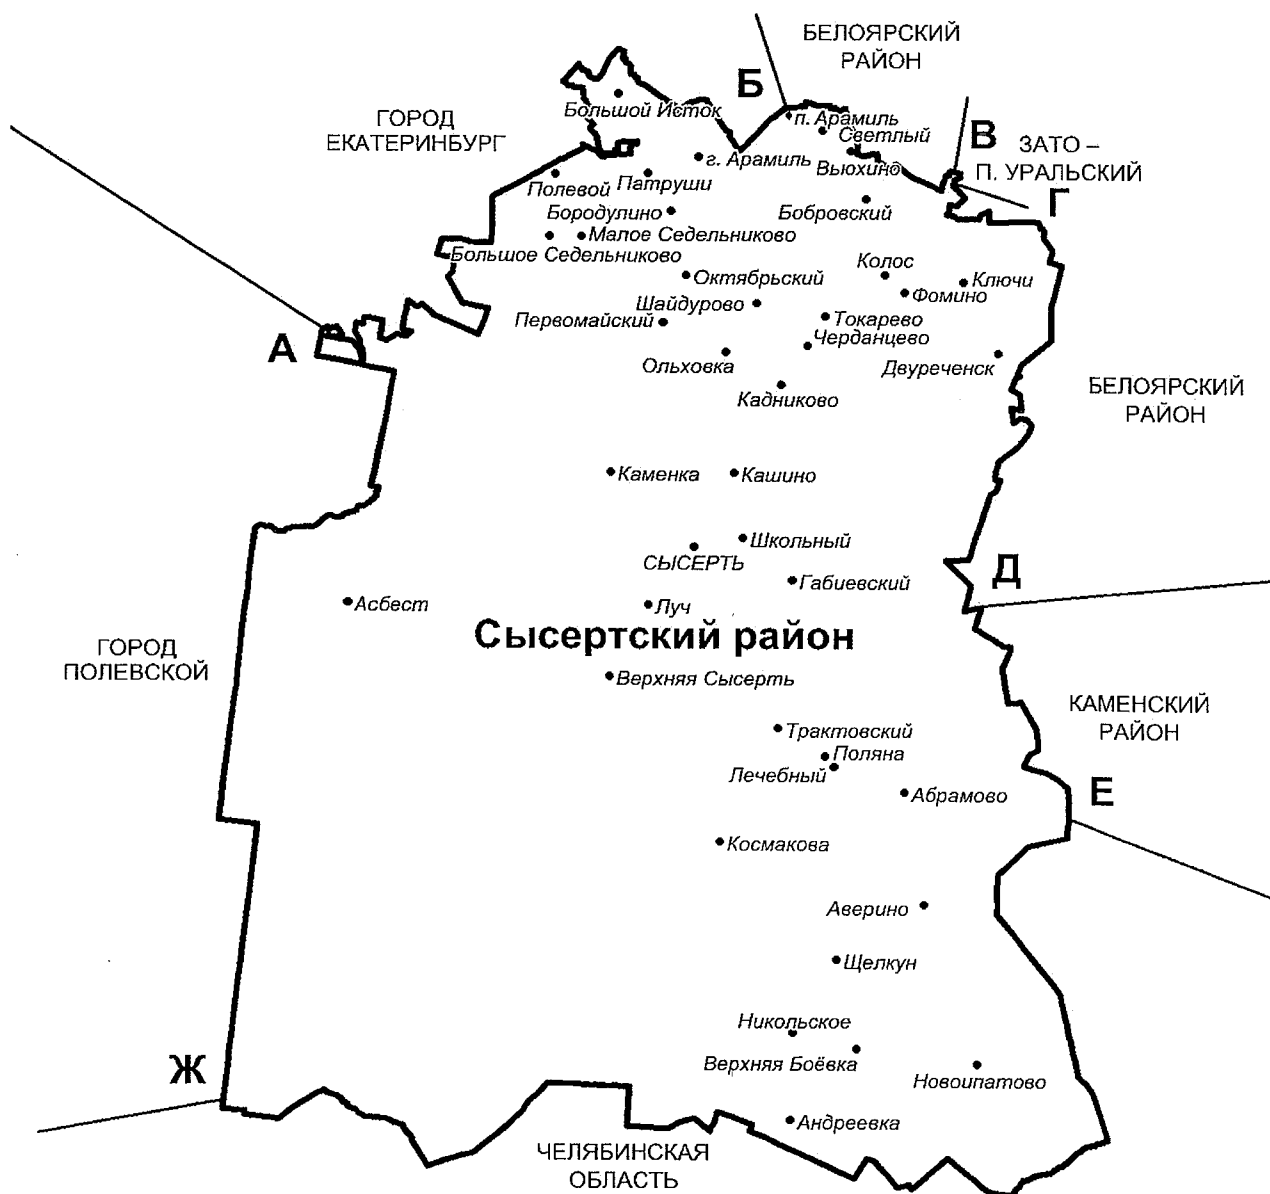 БЕЛОЯРСКИЙ
РАЙОН
Б
Большой Исток
ГОРОД
ЕКАТЕРИНБУРГ
п. Арамиль
Светлый
В
ЗАТО –
П. УРАЛЬСКИЙ
г. Арамиль
Вьюхино
Полевой
Патруши
Г
Бородулино
Бобровский
Малое Седельниково
Большое Седельниково
Октябрьский
Колос
Ключи
Фомино
Шайдурово
Первомайский
Токарево
Черданцево
А
Ольховка
Двуреченск
Кадниково
БЕЛОЯРСКИЙ
РАЙОН
Каменка
Кашино
Школьный
СЫСЕРТЬ
Д
Габиевский
Асбест
Луч
Сысертский район
ГОРОД
ПОЛЕВСКОЙ
Верхняя Сысерть
КАМЕНСКИЙ
РАЙОН
Трактовский
Поляна
Лечебный
Абрамово
Е
Космакова
Аверино
Щелкун
Никольское
Верхняя Боёвка
Ж
Новоипатово
Андреевка
ЧЕЛЯБИНСКАЯ
ОБЛАСТЬ